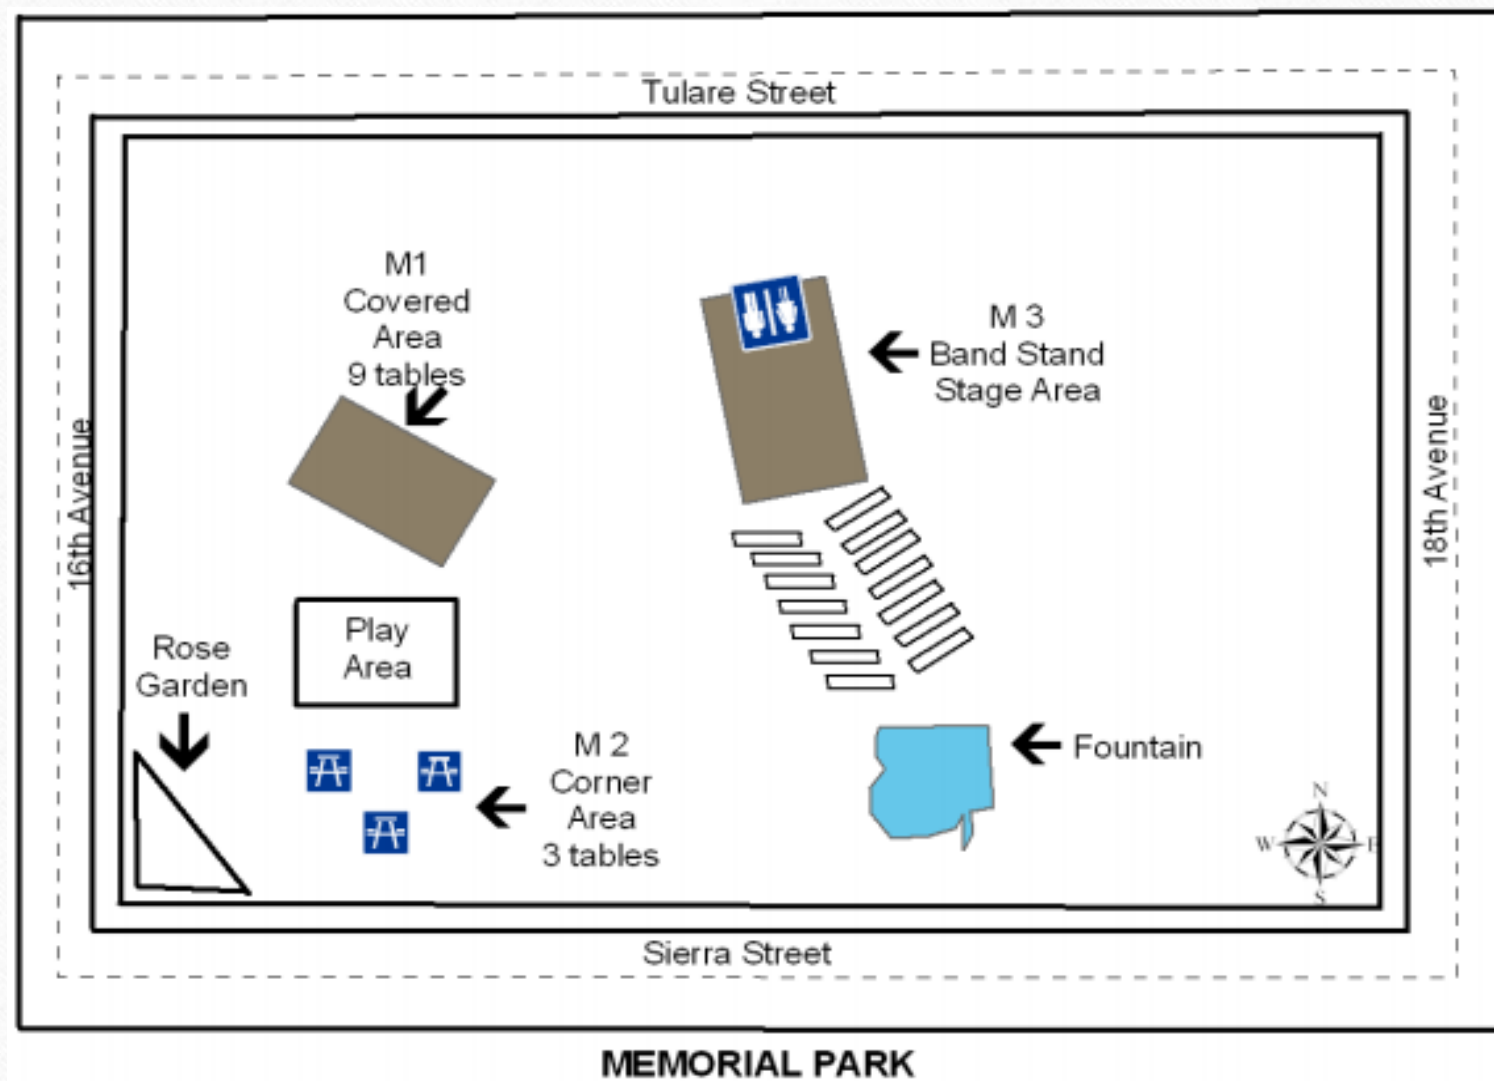 Tulare Street
M1
Covered
Area
9 tables
M 3
Band Stand
Stage Area
16th Avenue
18th Avenue
Rose
Garden
Play
Area
M 2
Corner
Area
3 tables
Fountain
N
W
E
S
Sierra Street
MEMORIAL PARK